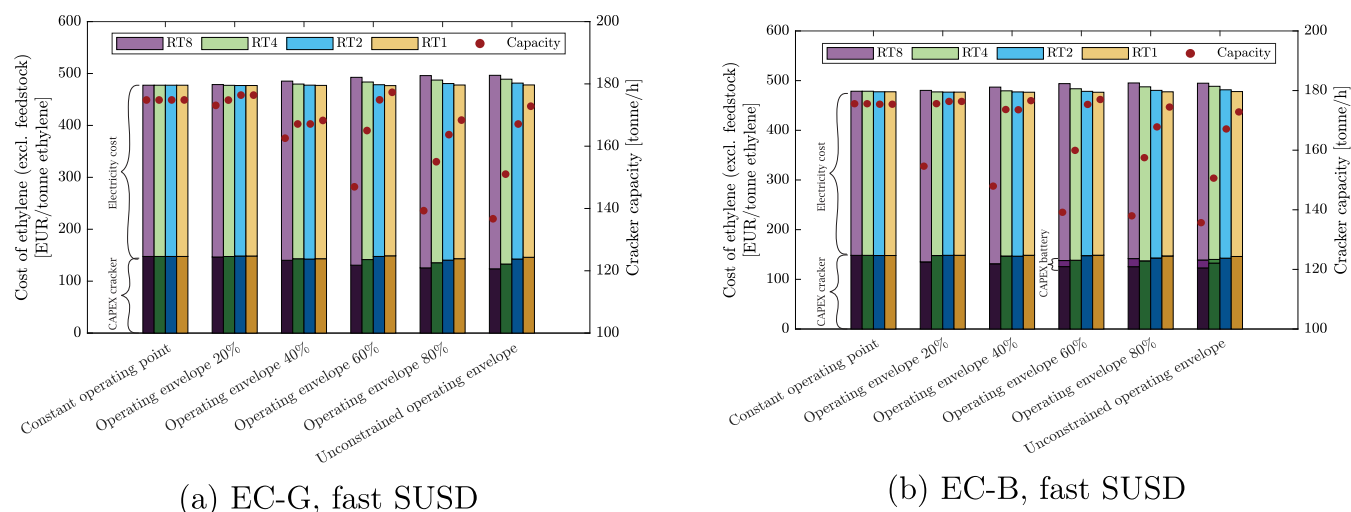 600
500
400
300
200
100
0
Cost of ethylene (excl. feedstock)
[EUR/tonne ethylene]
RT8 RT4 RT2 RT1 Capacity
Electricity cost
CAPEX cracker
200
180
160
140
120
100
Cracker capacity [tonne/h]
Constant operating point
Operating envelope 20%
Operating envelope 40%
Operating envelope 60%
Operating envelope 80%
Unconstrained operating envelope
(a) EC-G, fast SUSD
600
500
400
300
200
100
0
Cost of ethylene (excl. feedstock)
[EUR/tonne ethylene]
RT8 RT4 RT2 RT1 Capacity
Electricity cost
CAPEX cracker
CAPEX battery
200
180
160
140
120
100
Cracker capacity [tonne/h]
Constant operating point
Operating envelope 20%
Operating envelope 40%
Operating envelope 60%
Operating envelope 80%
Unconstrained operating envelope
(b) EC-B, fast SUSD